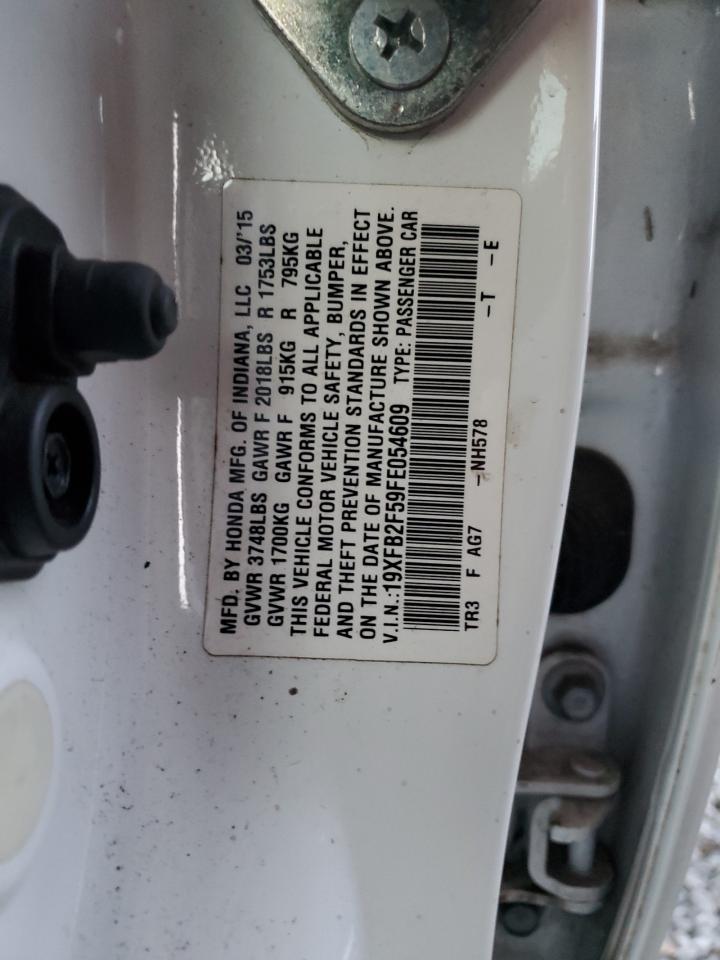 MFD. BY HONDA MFG. OF INDIANA, LLC 03/'15
GVWR 3748LBS GAWR F 2018LBS R 1753LBS
GVWR 1700KG GAWR F 915KG R 795KG
THIS VEHICLE CONFORMS TO ALL APPLICABLE
FEDERAL MOTOR VEHICLE SAFETY, BUMPER,
AND THEFT PREVENTION STANDARDS IN EFFECT
ON THE DATE OF MANUFACTURE SHOWN ABOVE.
V.I.N.:19XFB2F59FE054609 TYPE: PASSENGER CAR
TR3 F AG7 -NH578 -T -E